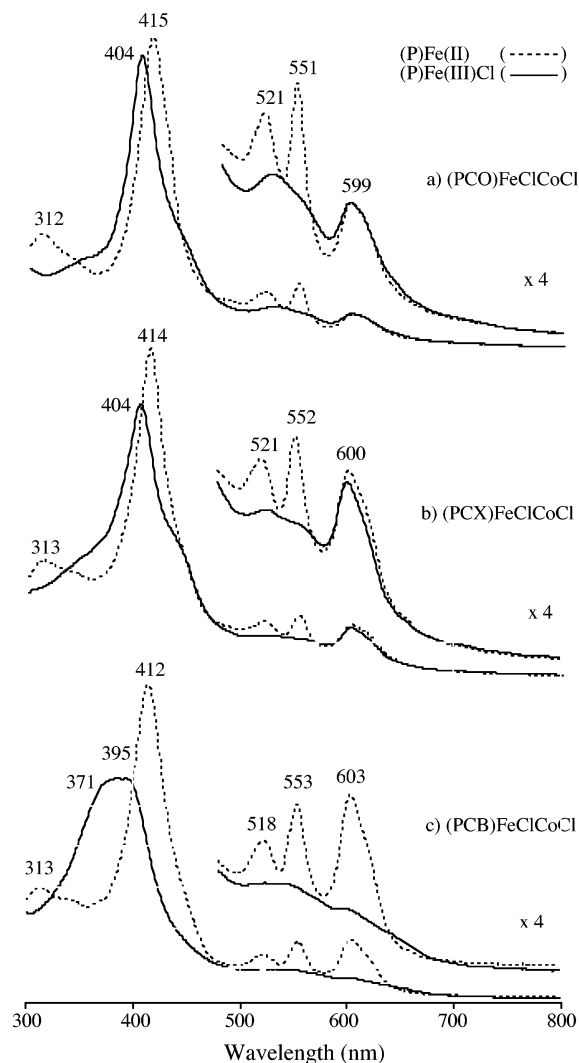 415
404
(P)Fe(II) ( ------ )
(P)Fe(III)Cl ( —— )
551
521
a) (PCO)FeClCoCl
599
312
x 4
414
404
552
521
600
b) (PCX)FeClCoCl
313
x 4
412
395
371
603
553
518
c) (PCB)FeClCoCl
313
x 4
300 400 500 600 700 800
Wavelength (nm)